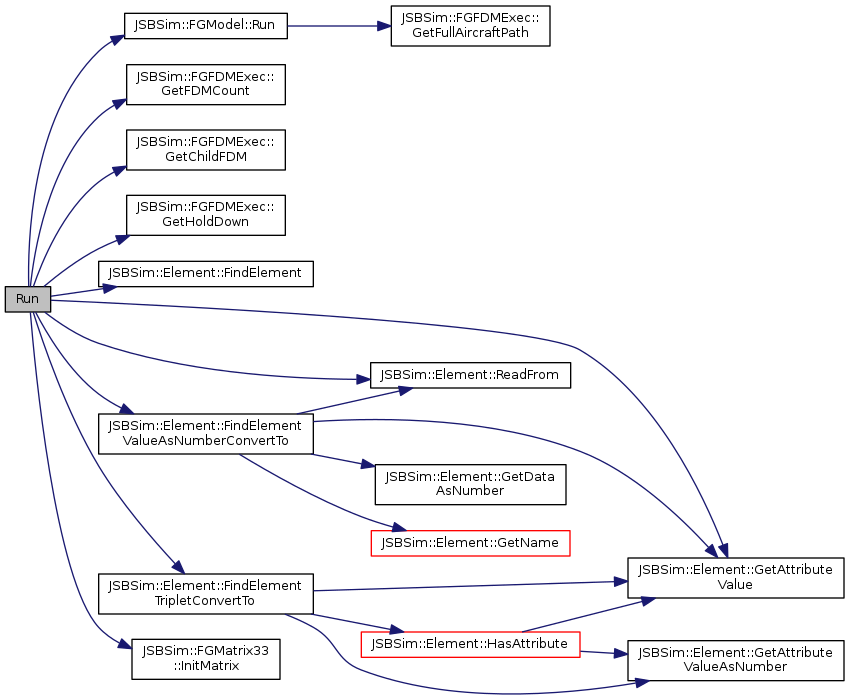 JSBSim::FGModel::Run
JSBSim::FGFDMExec::
GetFullAircraftPath
JSBSim::FGFDMExec::
GetFDMCount
JSBSim::FGFDMExec::
GetChildFDM
JSBSim::FGFDMExec::
GetHoldDown
JSBSim::Element::FindElement
Run
JSBSim::Element::ReadFrom
JSBSim::Element::FindElement
ValueAsNumberConvertTo
JSBSim::Element::GetData
AsNumber
JSBSim::Element::GetName
JSBSim::Element::GetAttribute
Value
JSBSim::Element::FindElement
TripletConvertTo
JSBSim::Element::HasAttribute
JSBSim::Element::GetAttribute
ValueAsNumber
JSBSim::FGMatrix33
::InitMatrix